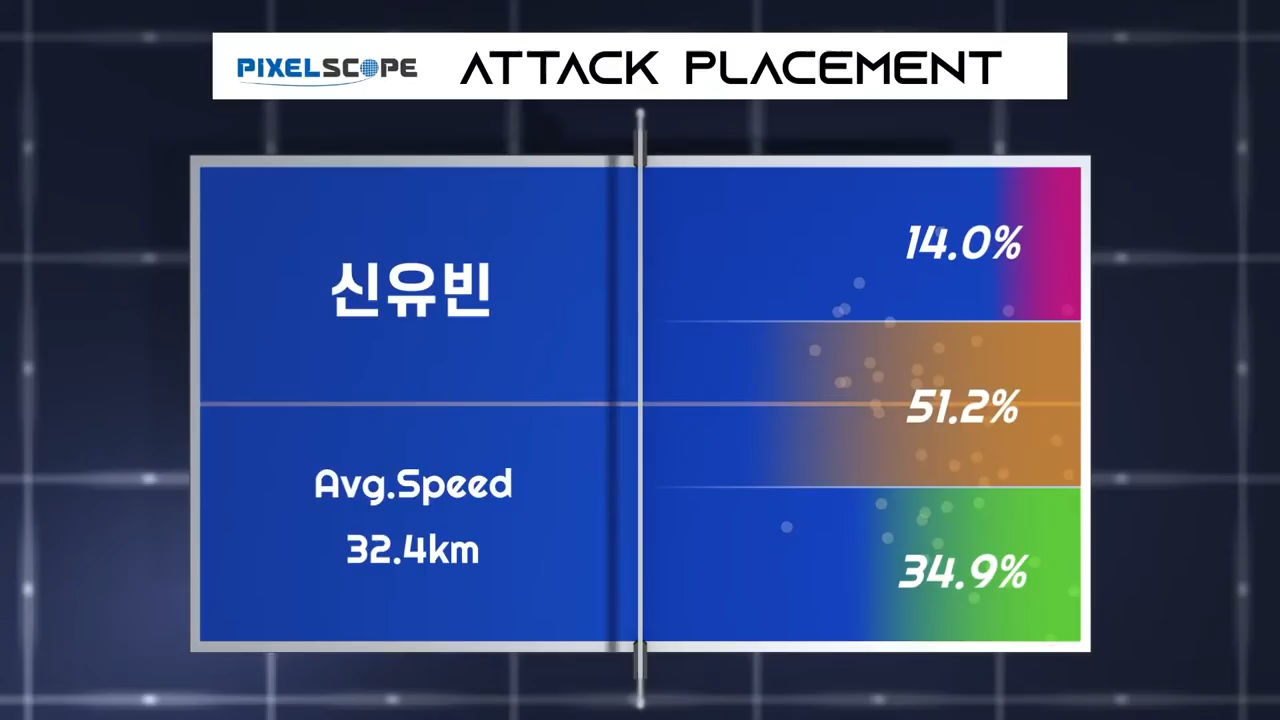 PIXELSCOPE
ATTACK PLACEMENT
신유빈
Avg.Speed
32.4km
14.0%
51.2%
34.9%